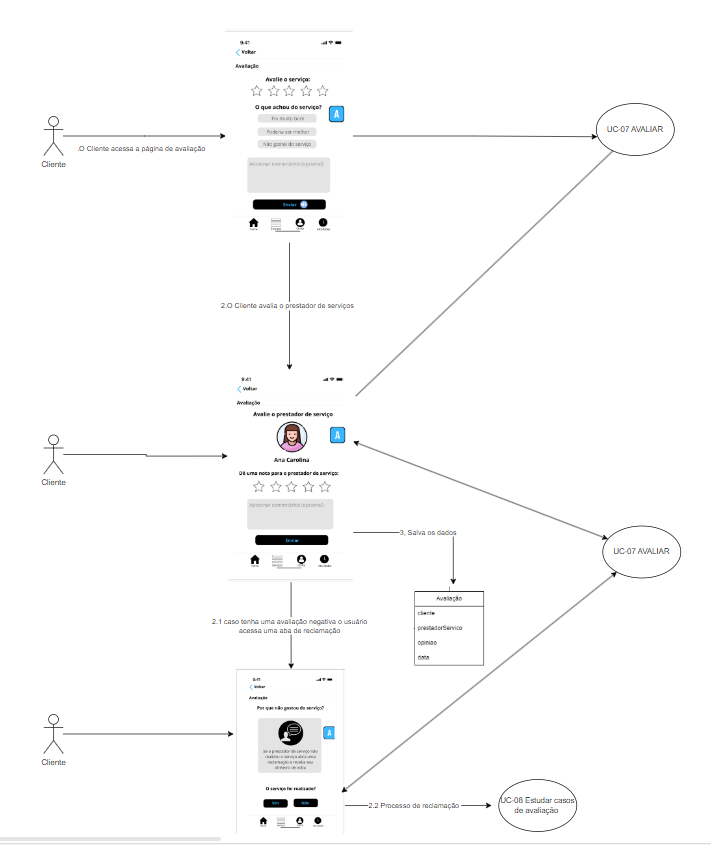 9:41
Voltar
Avaliação
Avalie o serviço:
O que achou do serviço?
A
Foi muito bom
Poderia ser melhor
Não gostei do serviço
Adicionar comentários (opcional)
Enviar
Cliente
.O Cliente acessa a página de avaliação
UC-07 AVALIAR
2.O Cliente avalia o prestador de serviços
9:41
Voltar
Avaliação
Avalie o prestador de serviço
A
Ana Carolina
Dê uma nota para o prestador de serviço:
Adicionar comentários (opcional)
Enviar
Cliente
3, Salva os dados
UC-07 AVALIAR
Avaliação
cliente
prestadorServico
opinião
data
2.1 caso tenha uma avaliação negativa o usuário
acessa uma aba de reclamação
9:41
Voltar
Avaliação
Por que não gostou do serviço?
A
Se o prestador de serviço não
realizou o serviço abra uma
reclamação e receba seu
dinheiro de volta
O serviço foi realizado?
Sim
Não
Cliente
2.2 Processo de reclamação
UC-08 Estudar casos
de avaliação